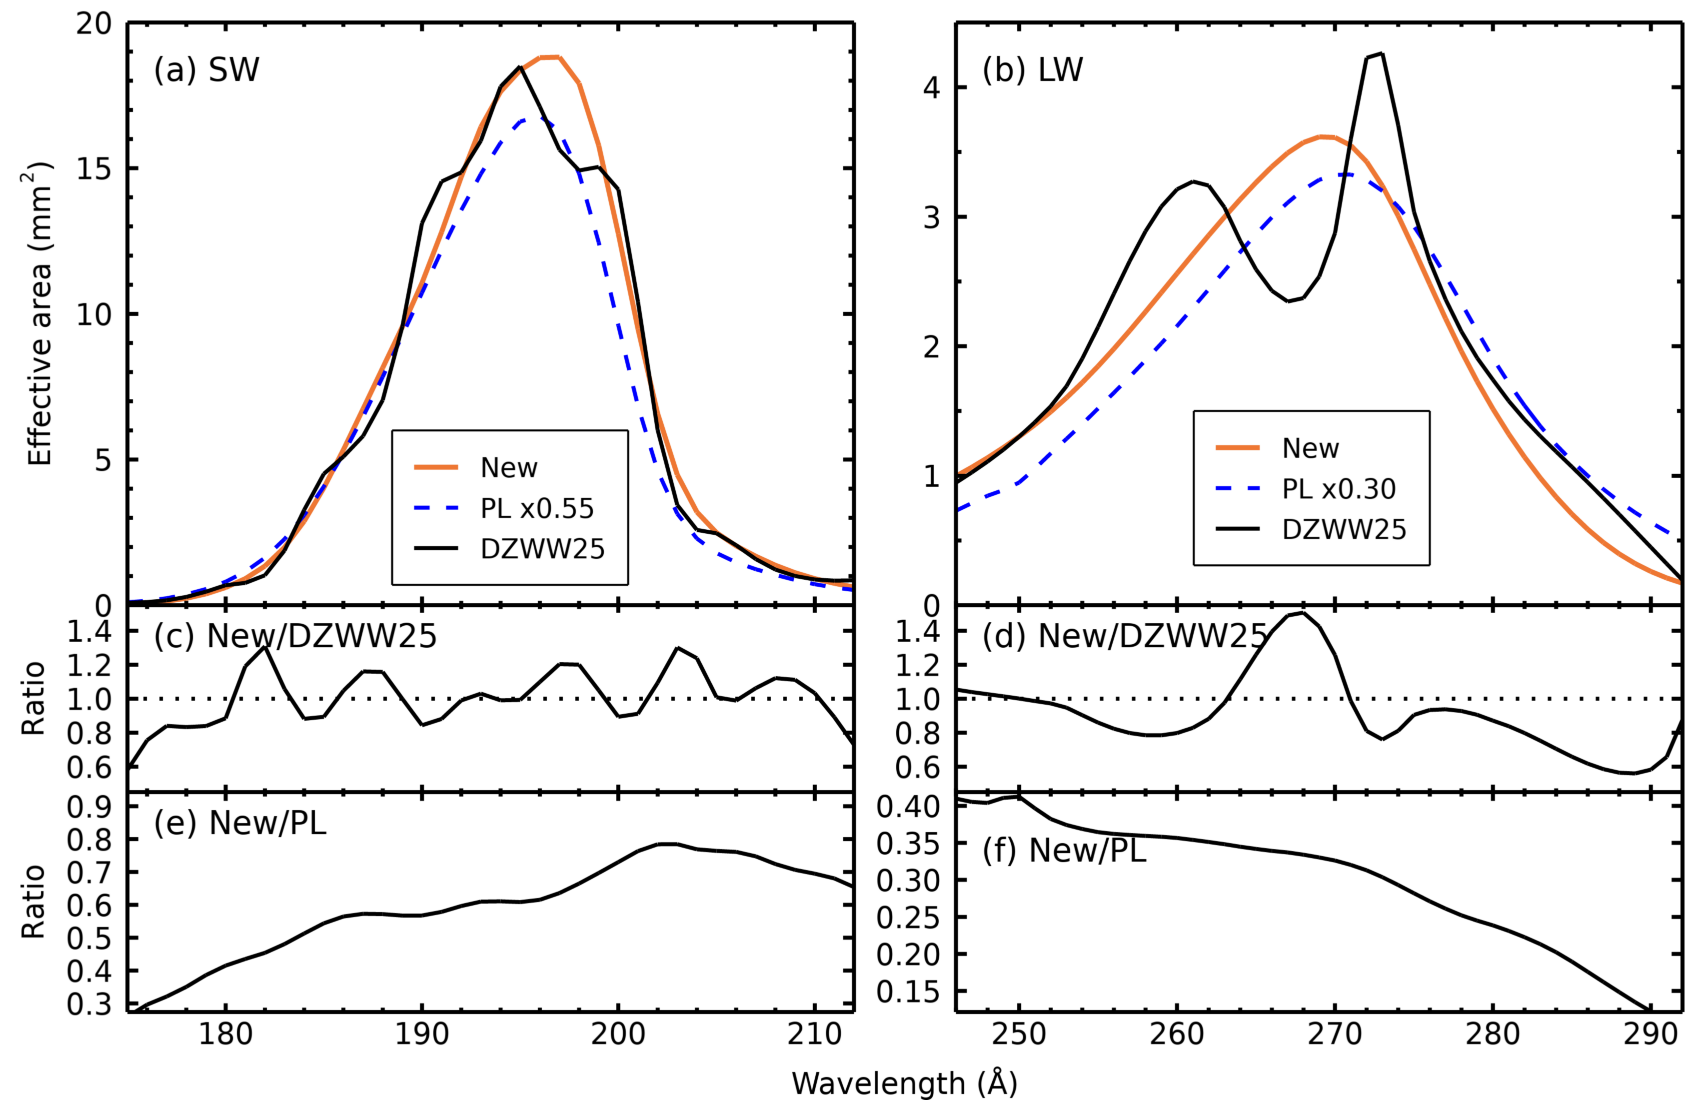 (a) SW
20
15
10
5
0
Effective area (mm²)
New
PL x0.55
DZWW25
(b) LW
4
3
2
1
0
New
PL x0.30
DZWW25
(c) New/DZWW25
1.4
1.2
1.0
0.8
0.6
Ratio
(d) New/DZWW25
1.4
1.2
1.0
0.8
0.6
(e) New/PL
0.9
0.8
0.7
0.6
0.5
0.4
0.3
Ratio
(f) New/PL
0.40
0.35
0.30
0.25
0.20
0.15
180 190 200 210
250 260 270 280 290
Wavelength (Å)